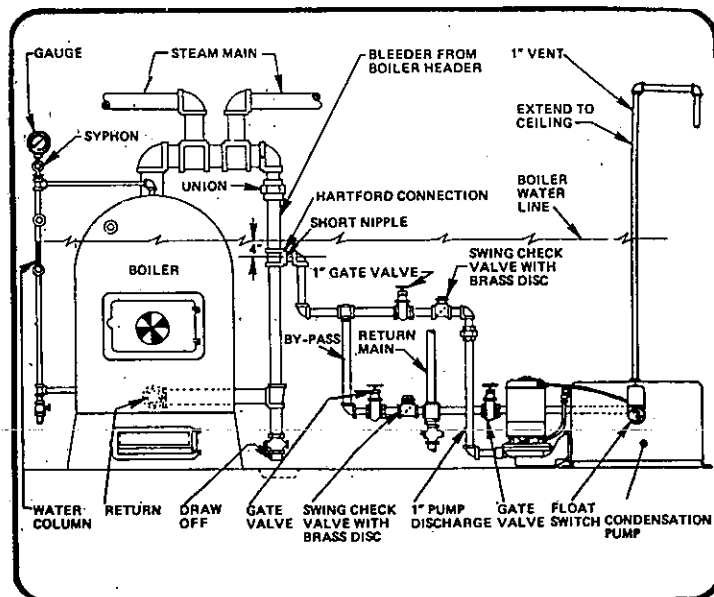 GAUGE
STEAM MAIN
BLEEDER FROM
BOILER HEADER
1" VENT
EXTEND TO
CEILING
SYPHON
UNION
HARTFORD CONNECTION
SHORT NIPPLE
BOILER
WATER
LINE
4"
SWING CHECK
VALVE WITH
BRASS DISC
1" GATE VALVE
BOILER
BY-PASS
RETURN
MAIN
WATER
COLUMN
RETURN
DRAW
OFF
GATE
VALVE
SWING CHECK
VALVE WITH
BRASS DISC
1" PUMP
DISCHARGE
GATE
VALVE
FLOAT
SWITCH
CONDENSATION
PUMP